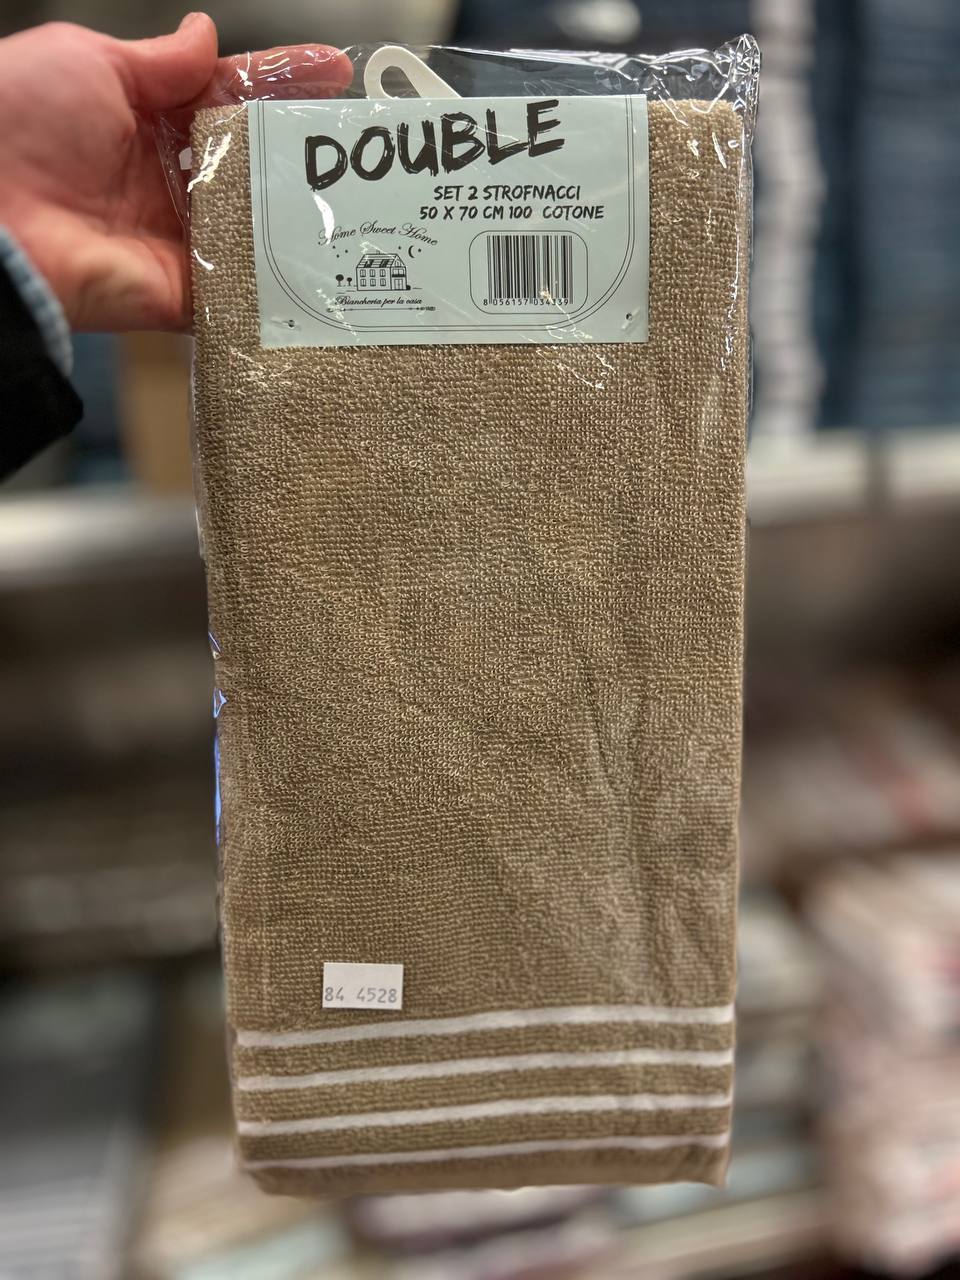 DOUBLE
SET 2 STROFNACCI
50 X 70 CM 100 COTONE
Home Sweet Home
Biancheria per la casa
8 056157 034339
84 4528